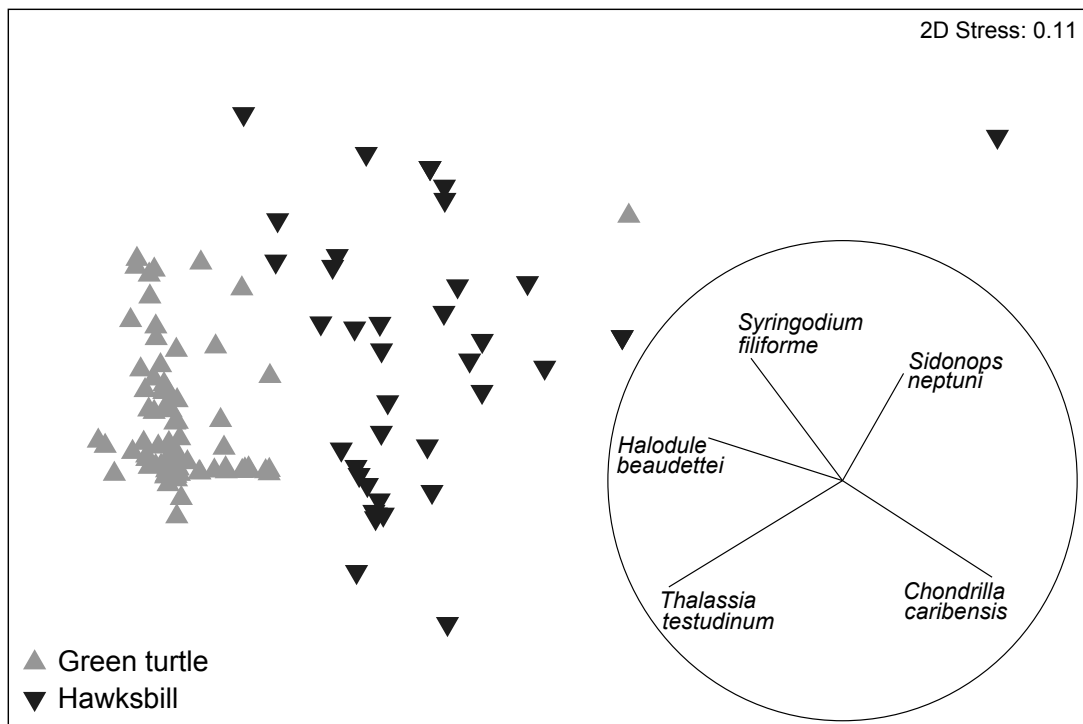 2D Stress: 0.11
Syringodium
filiforme
Sidonops
neptuni
Halodule
beaudettei
Thalassia
testudinum
Chondrilla
caribensis
Green turtle
Hawksbill